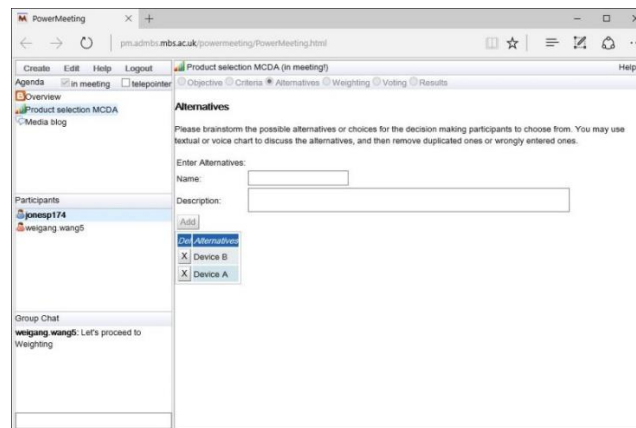 PowerMeeting
pm.admbs.mbs.ac.uk/powermeeting/PowerMeeting.html
Create Edit Help Logout
Agenda in meeting telepointer
Overview
Product selection MCDA
Media blog
Participants
jonesp174
weigang.wang5
Group Chat
weigang.wang5: Let's proceed to
Weighting
Product selection MCDA (in meeting!) Help
Objective Criteria Alternatives Weighting Voting Results
Alternatives
Please brainstorm the possible alternatives or choices for the decision making participants to choose from. You may use
textual or voice chart to discuss the alternatives, and then remove duplicated ones or wrongly entered ones.
Enter Alternatives:
Name:
Description:
Add
Del Alternatives
X Device B
X Device A